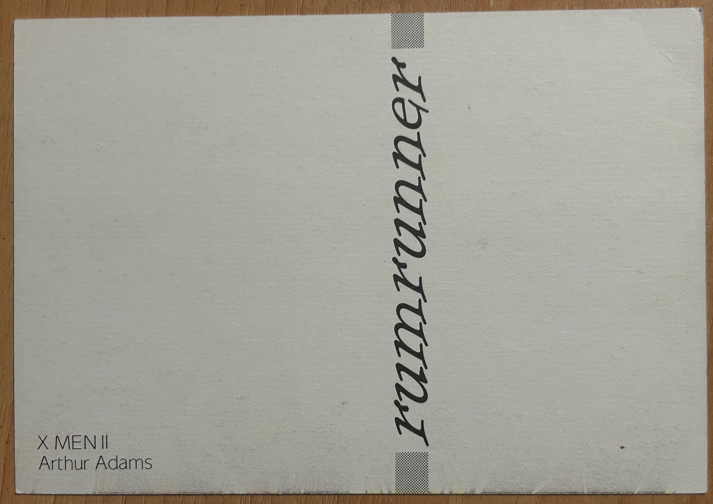 rumrunner
X MEN II
Arthur Adams